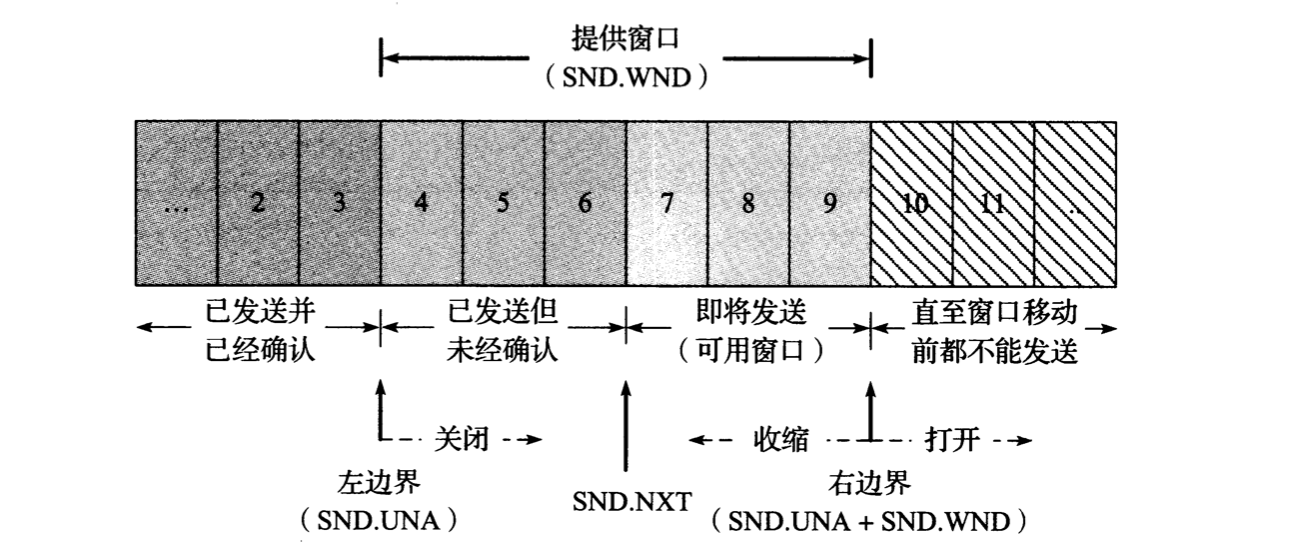 提供窗口
（SND.WND）
... 2 3 4 5 6 7 8 9 10 11 ..
已发送并
已经确认
已发送但
未经确认
即将发送
（可用窗口）
直至窗口移动
前都不能发送
关闭
收缩
打开
左边界
（SND.UNA）
SND.NXT
右边界
（SND.UNA + SND.WND）